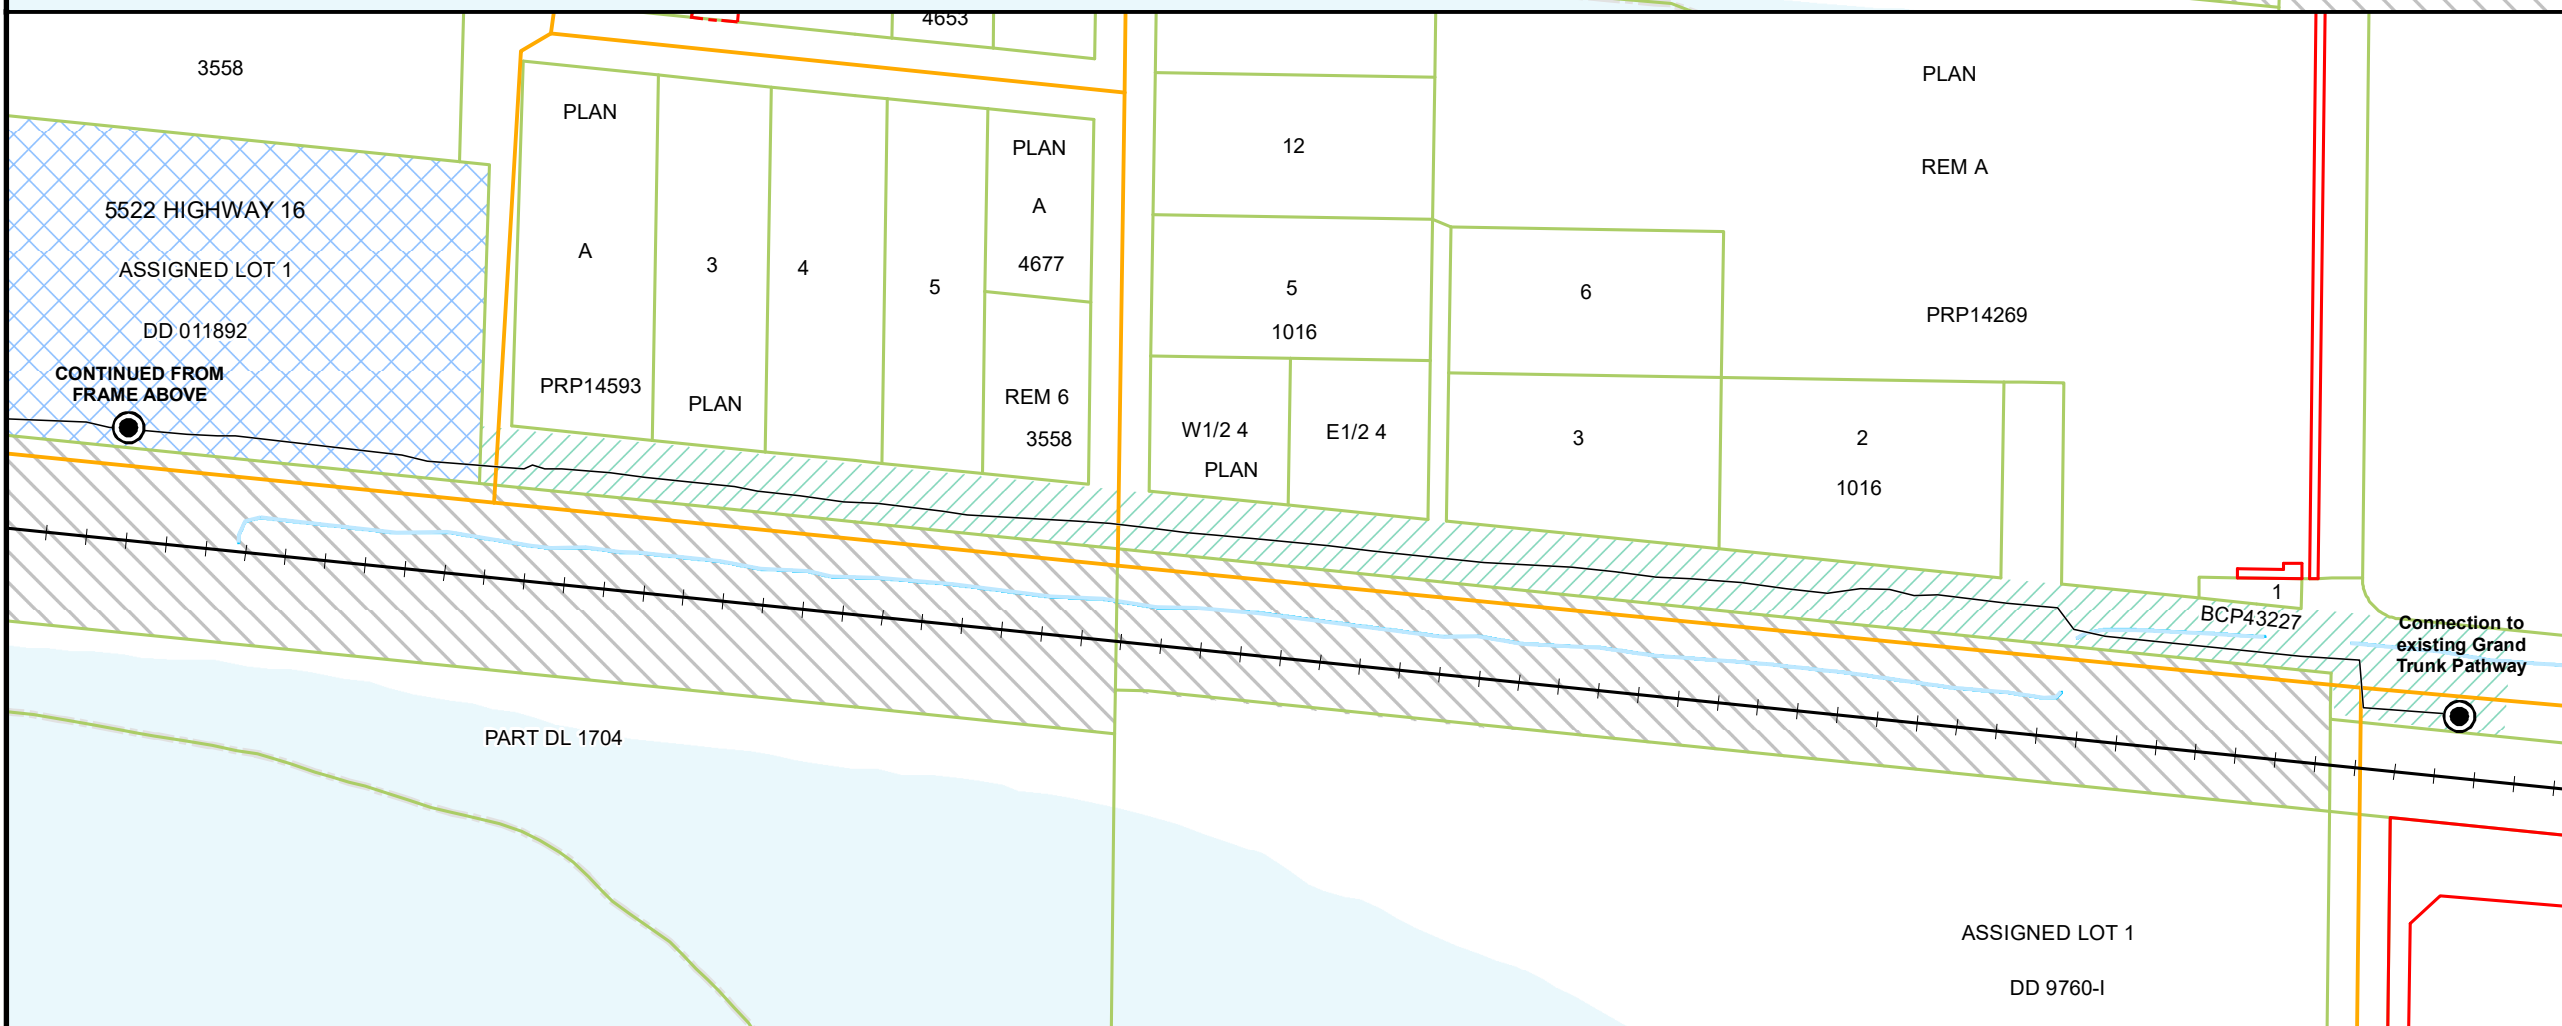 4653
3558
PLAN
A
PRP14593
3
PLAN
4
5
PLAN
A
4677
REM 6
3558
5522 HIGHWAY 16
ASSIGNED LOT 1
DD 011892
CONTINUED FROM
FRAME ABOVE
12
5
1016
W1/2 4
PLAN
E1/2 4
6
3
2
1016
PLAN
REM A
PRP14269
1
BCP43227
Connection to
existing Grand
Trunk Pathway
PART DL 1704
ASSIGNED LOT 1
DD 9760-I